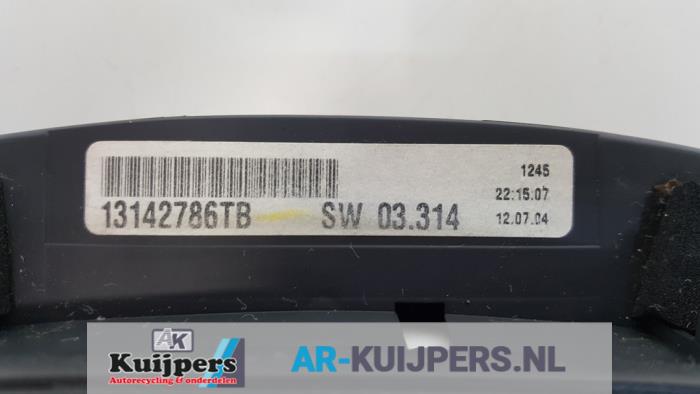 1245
22:15:07
13142786TB SW 03.314
12.07.04
AK
Kuijpers
Autorecycling & onderdelen
AR-KUIJPERS.NL